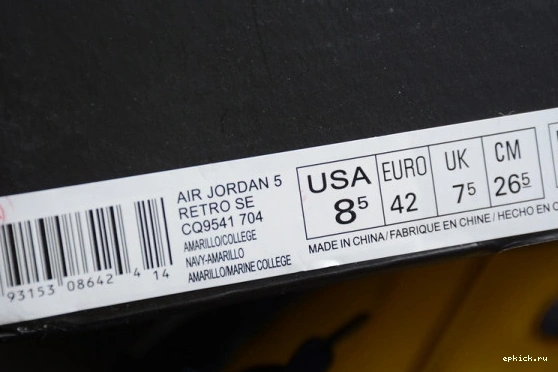 AIR JORDAN 5
RETRO SE
CQ9541 704
AMARILLO/COLLEGE
NAVY-AMARILLO
AMARILLO/MARINE COLLEGE
93153 08642 4 14
USA EURO UK CM
8⁵ 42 7⁵ 26⁵
MADE IN CHINA / FABRIQUE EN CHINE / HECHO EN
epkick.ru